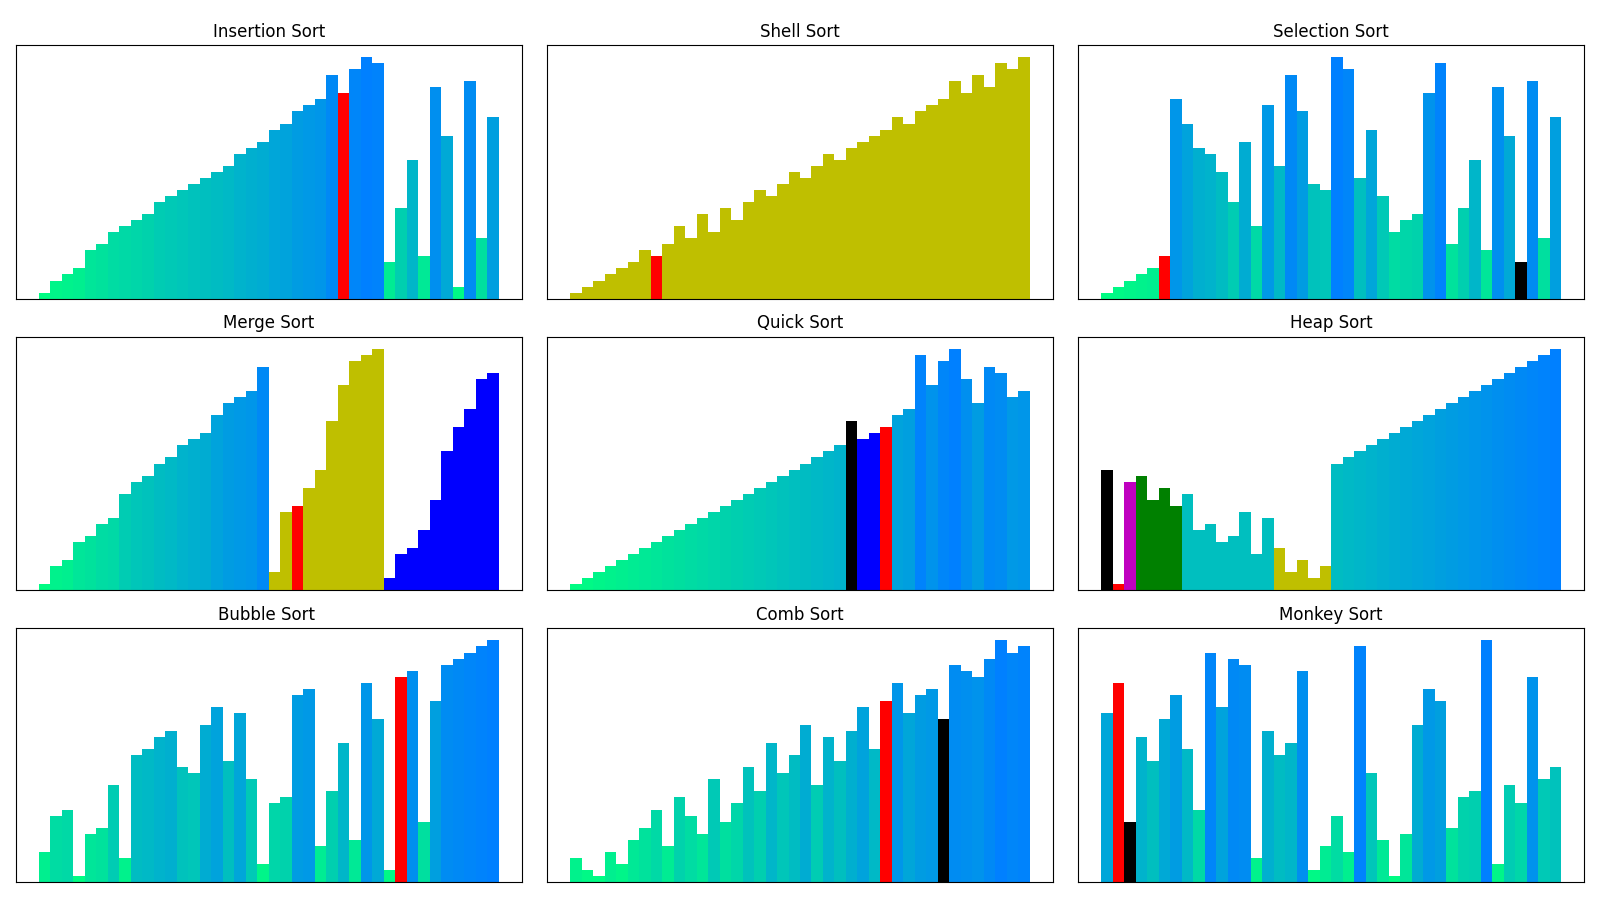 Insertion Sort
Shell Sort
Selection Sort
Merge Sort
Quick Sort
Heap Sort
Bubble Sort
Comb Sort
Monkey Sort